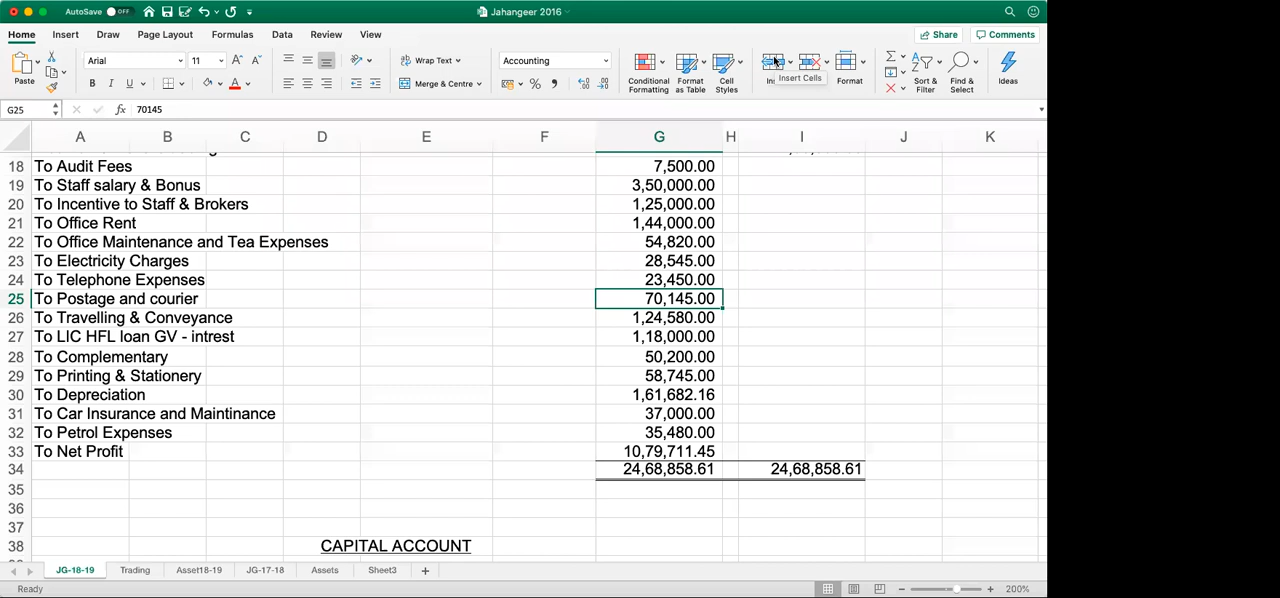 AutoSave OFF Jahangeer 2016
Home Insert Draw Page Layout Formulas Data Review View Share Comments
Paste Arial 11 A A Wrap Text Accounting
B I U A Merge & Centre % Conditional Formatting Format as Table Cell Styles Insert Cells Format Sort & Filter Find & Select Ideas
G25 fx 70145
A B C D E F G H I J K
18 To Audit Fees 7,500.00
19 To Staff salary & Bonus 3,50,000.00
20 To Incentive to Staff & Brokers 1,25,000.00
21 To Office Rent 1,44,000.00
22 To Office Maintenance and Tea Expenses 54,820.00
23 To Electricity Charges 28,545.00
24 To Telephone Expenses 23,450.00
25 To Postage and courier 70,145.00
26 To Travelling & Conveyance 1,24,580.00
27 To LIC HFL loan GV - intrest 1,18,000.00
28 To Complementary 50,200.00
29 To Printing & Stationery 58,745.00
30 To Depreciation 1,61,682.16
31 To Car Insurance and Maintinance 37,000.00
32 To Petrol Expenses 35,480.00
33 To Net Profit 10,79,711.45
34 24,68,858.61 24,68,858.61
35
36
37
38 CAPITAL ACCOUNT
JG-18-19 Trading Asset18-19 JG-17-18 Assets Sheet3 +
Ready 200%